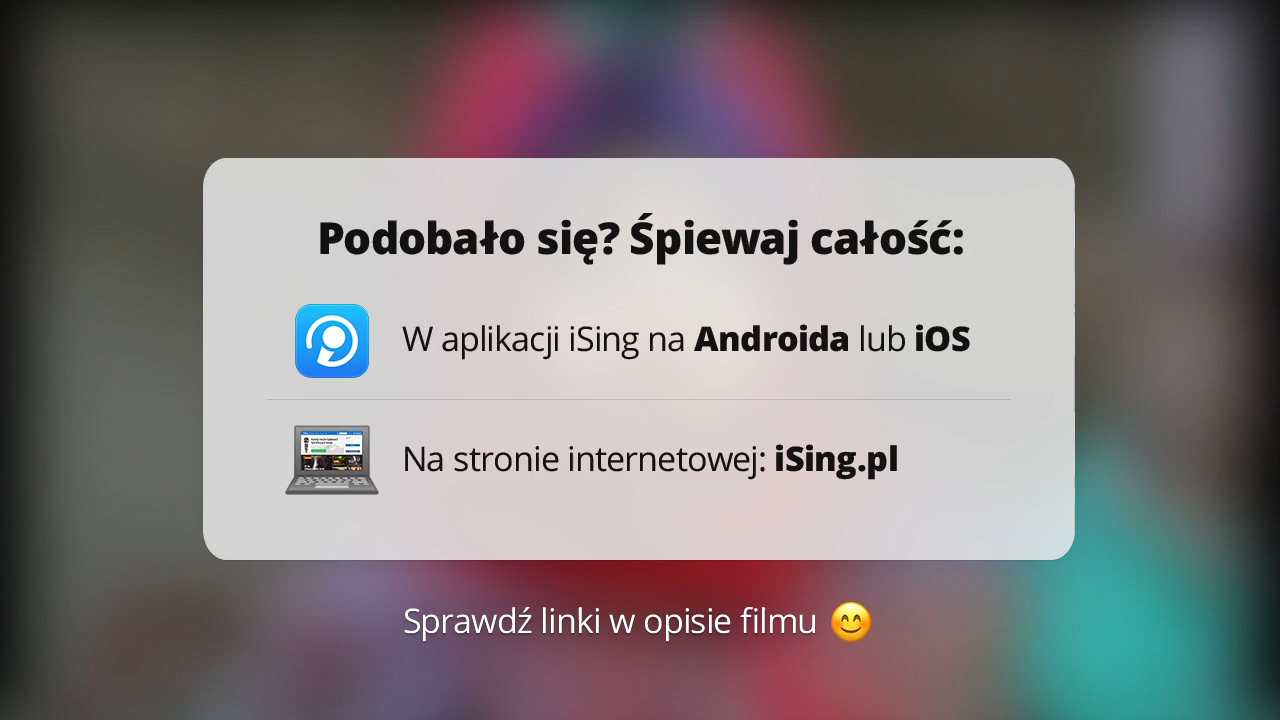 Podobało się? Śpiewaj całość:
W aplikacji iSing na Androida lub iOS
Na stronie internetowej: iSing.pl
Sprawdź linki w opisie filmu 😊